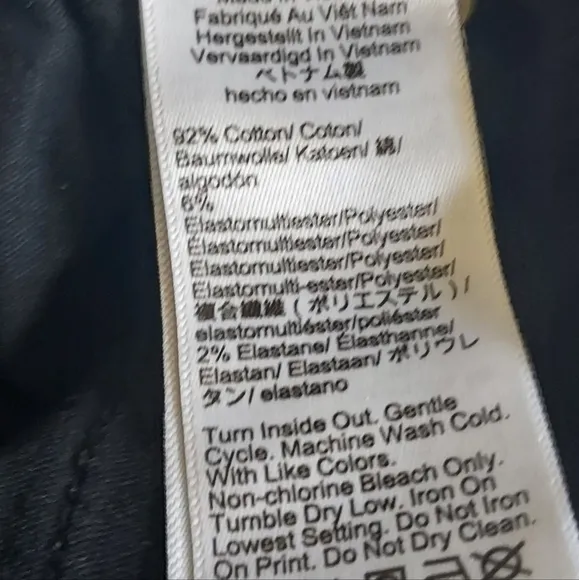 Made in Vietnam
Fabriqué Au Viêt Nam
Hergestellt In Vietnam
Vervaardigd In Vietnam
ベトナム製
hecho en vietnam
92% Cotton/ Coton/
Baumwolle/ Katoen/ 綿/
algodón
6%
Elastomultiester/Polyester/
Elastomultiester/Polyester/
Elastomultiester/Polyester/
Elastomulti-ester/Polyester/
複合繊維 (ポリエステル)/
elastomultiéster/poliéster
2% Elastane/ Élasthanne/
Elastan/ Elastaan/ ポリウレ
タン/ elastano
Turn Inside Out. Gentle
Cycle. Machine Wash Cold.
With Like Colors.
Non-chlorine Bleach Only.
Tumble Dry Low. Iron On
Lowest Setting. Do Not Iron
On Print. Do Not Dry Clean.